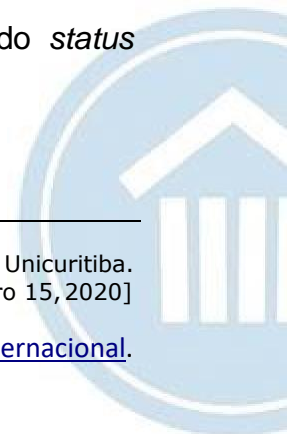 do status
Unicuritiba.
ro 15,2020]
ernacional.